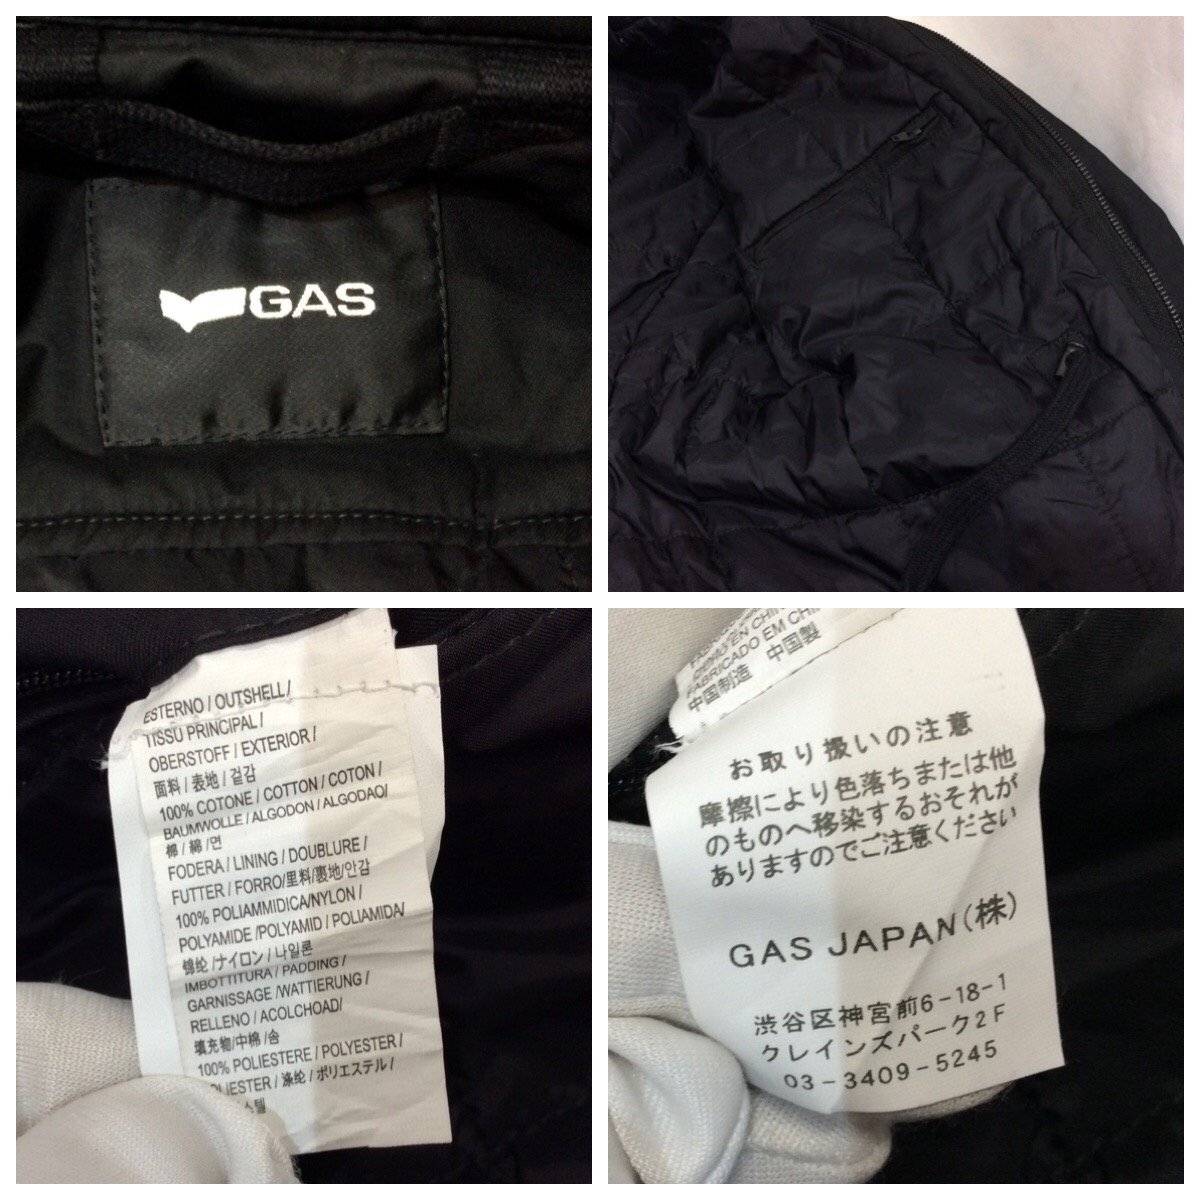 GAS
ESTERNO / OUTSHELL /
TISSU PRINCIPAL /
OBERSTOFF / EXTERIOR /
面料 / 表地 / 겉감
100% COTONE / COTTON / COTON /
BAUMWOLLE / ALGODON / ALGODAO /
棉 / 綿 / 면
FODERA / LINING / DOUBLURE /
FUTTER / FORRO/里料/裏地/안감
100% POLIAMMIDICA/NYLON /
POLYAMIDE /POLYAMID / POLIAMIDA/
锦纶 /ナイロン / 나일론
IMBOTTITURA / PADDING /
GARNISSAGE /WATTIERUNG /
RELLENO / ACOLCHOAD/
填充物/中棉 /솜
100% POLIESTERE / POLYESTER /
LIESTER / 涤纶 / ポリエステル /
스텔
EN CHIN
FABRICADO EM CHI
中国制造 中国製
お取り扱いの注意
摩擦により色落ちまたは他
のものへ移染するおそれが
ありますのでご注意ください
GAS JAPAN(株)
渋谷区神宮前6-18-1
クレインズパーク2F
03-3409-5245